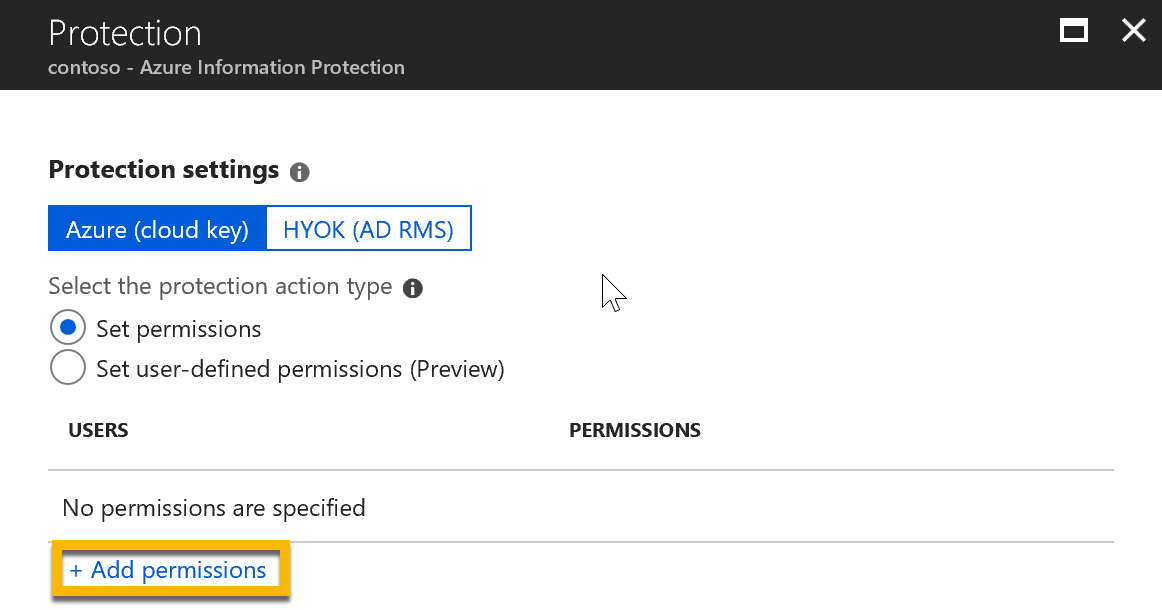 Protection
contoso - Azure Information Protection
Protection settings
Azure (cloud key) HYOK (AD RMS)
Select the protection action type
Set permissions
Set user-defined permissions (Preview)
USERS PERMISSIONS
No permissions are specified
+ Add permissions